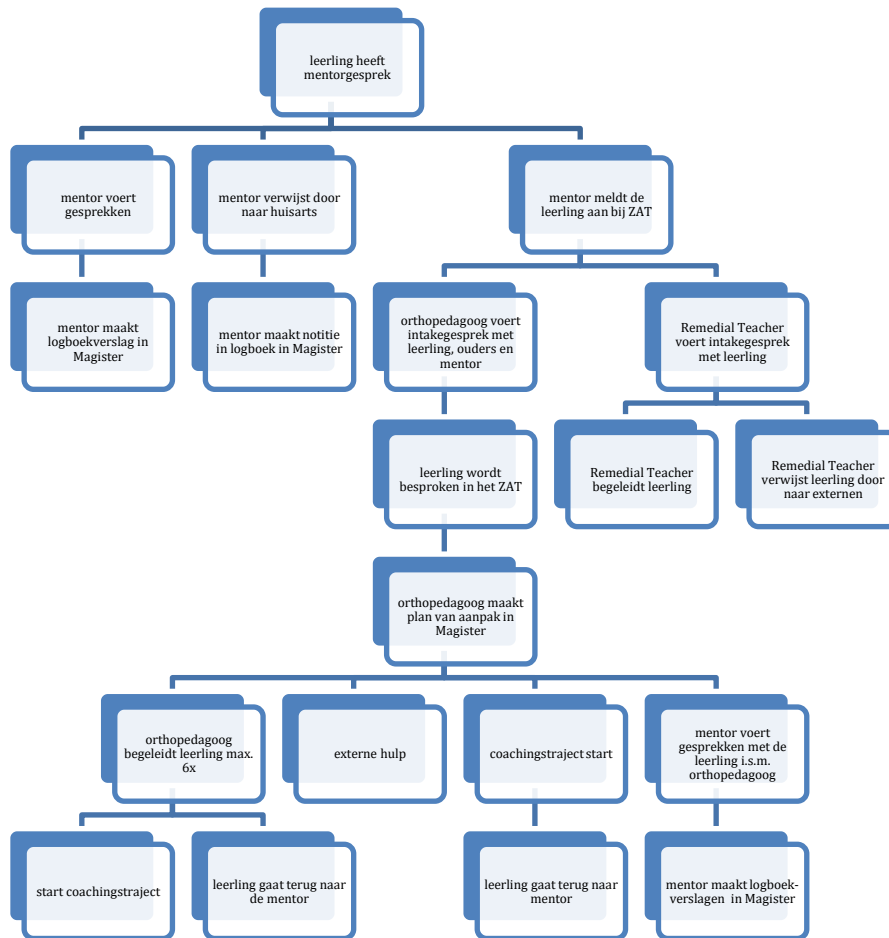 leerling heeft
mentorgesprek
mentor voert
gesprekken
mentor verwijst door
naar huisarts
mentor meldt de
leerling aan bij ZAT
mentor maakt
logboekverslag in
Magister
mentor maakt notitie
in logboek in Magister
orthopedagoog voert
intakegesprek met
leerling, ouders en
mentor
Remedial Teacher
voert intakegesprek
met leerling
leerling wordt
besproken in het ZAT
Remedial Teacher
begeleidt leerling
Remedial Teacher
verwijst leerling door
naar externen
orthopedagoog maakt
plan van aanpak in
Magister
orthopedagoog
begeleidt leerling max.
6x
externe hulp
coachingstraject start
mentor voert
gesprekken met de
leerling i.s.m.
orthopedagoog
start coachingstraject
leerling gaat terug naar
de mentor
leerling gaat terug naar
mentor
mentor maakt logboek-
verslagen in Magister